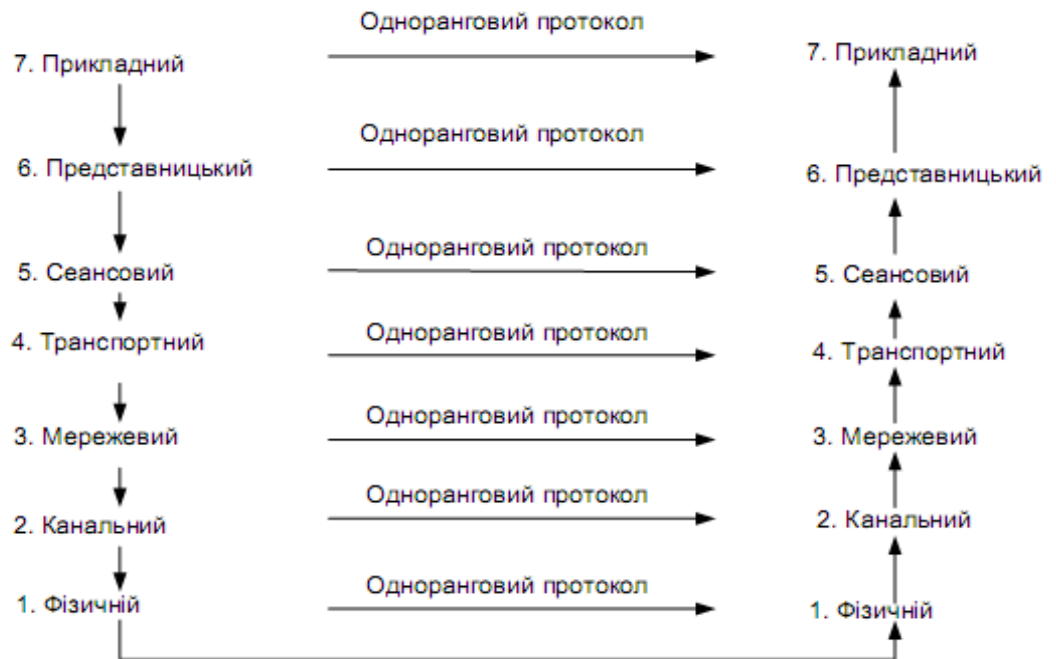 Одноранговий протокол
7. Прикладний
7. Прикладний
Одноранговий протокол
6. Представницький
6. Представницький
Одноранговий протокол
5. Сеансовий
5. Сеансовий
Одноранговий протокол
4. Транспортний
4. Транспортний
Одноранговий протокол
3. Мережевий
3. Мережевий
Одноранговий протокол
2. Канальний
2. Канальний
Одноранговий протокол
1. Фізичній
1. Фізичній